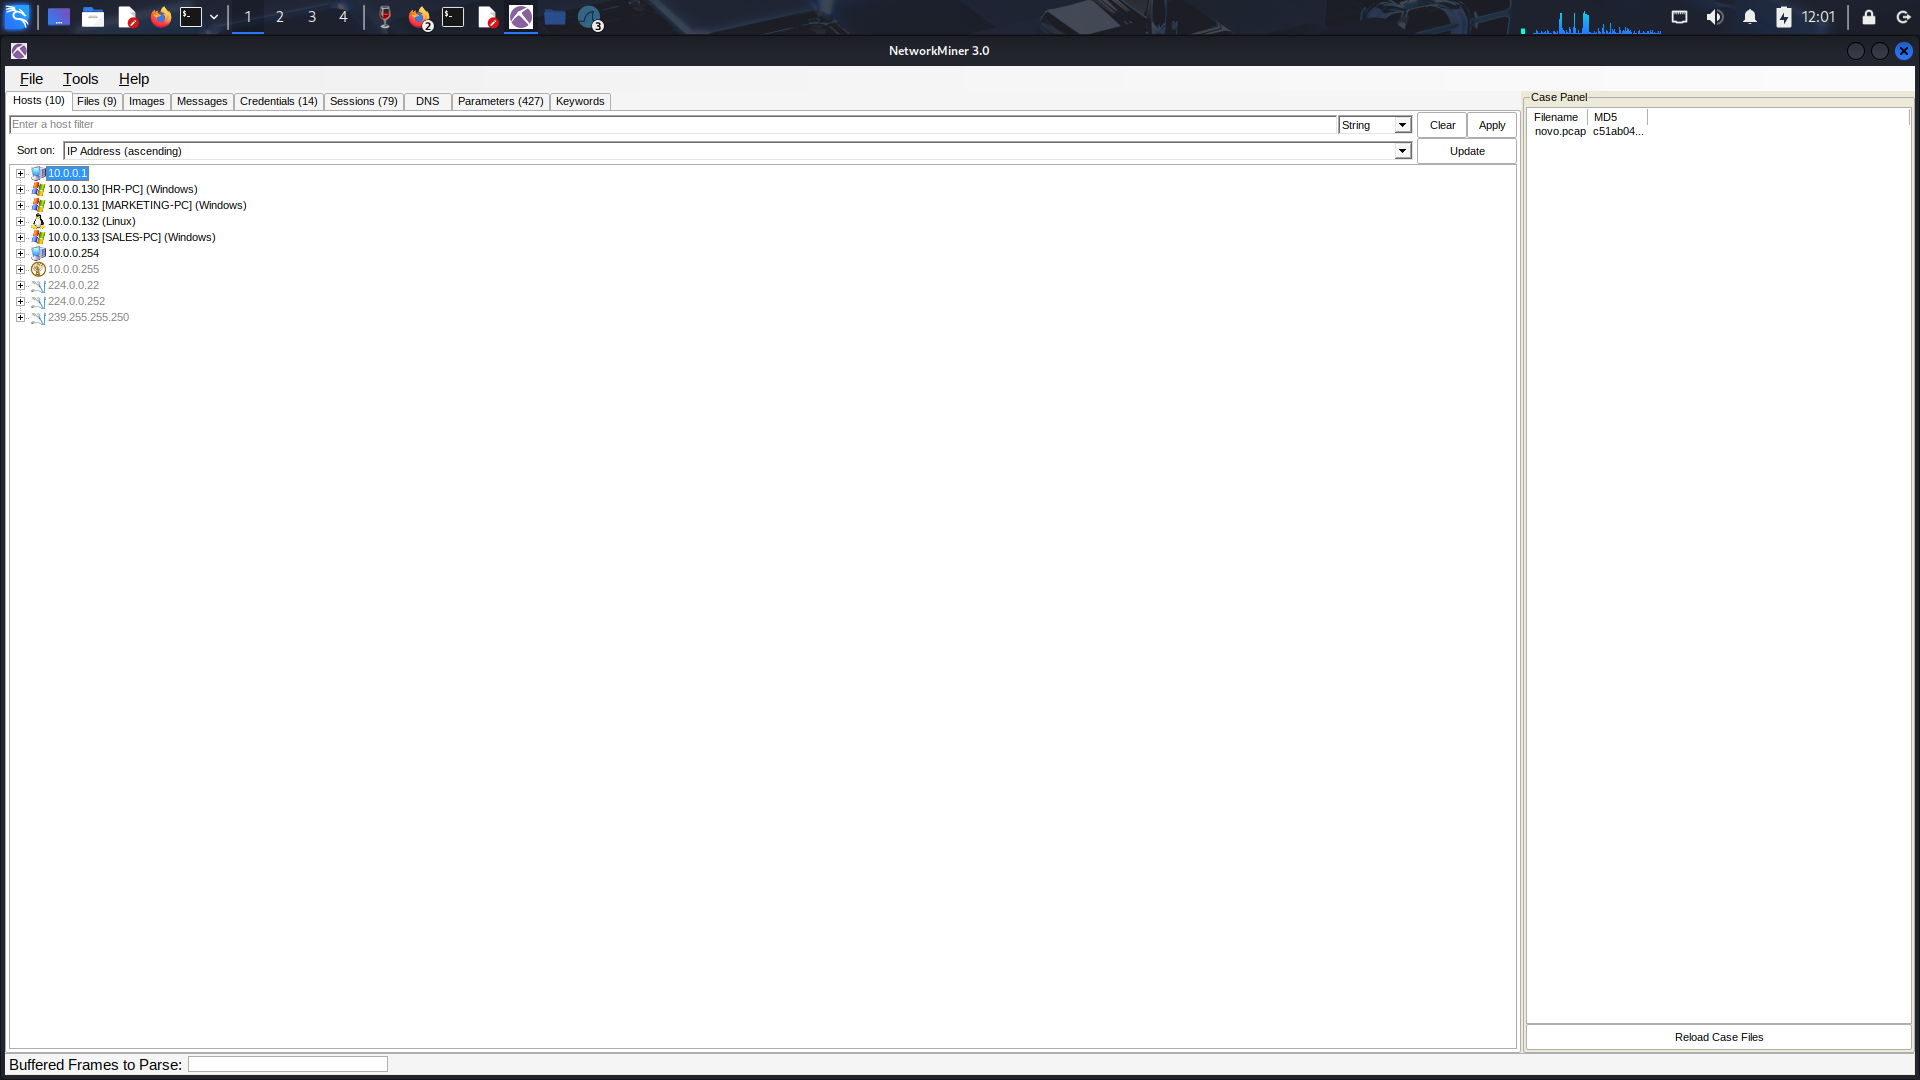 1 2 3 4 2 3 12:01
NetworkMiner 3.0
File Tools Help
Hosts (10) Files (9) Images Messages Credentials (14) Sessions (79) DNS Parameters (427) Keywords
Enter a host filter String Clear Apply
Sort on: IP Address (ascending) Update
10.0.0.1
10.0.0.130 [HR-PC] (Windows)
10.0.0.131 [MARKETING-PC] (Windows)
10.0.0.132 (Linux)
10.0.0.133 [SALES-PC] (Windows)
10.0.0.254
10.0.0.255
224.0.0.22
224.0.0.252
239.255.255.250
Case Panel
Filename MD5
novo.pcap c51ab04...
Reload Case Files
Buffered Frames to Parse: